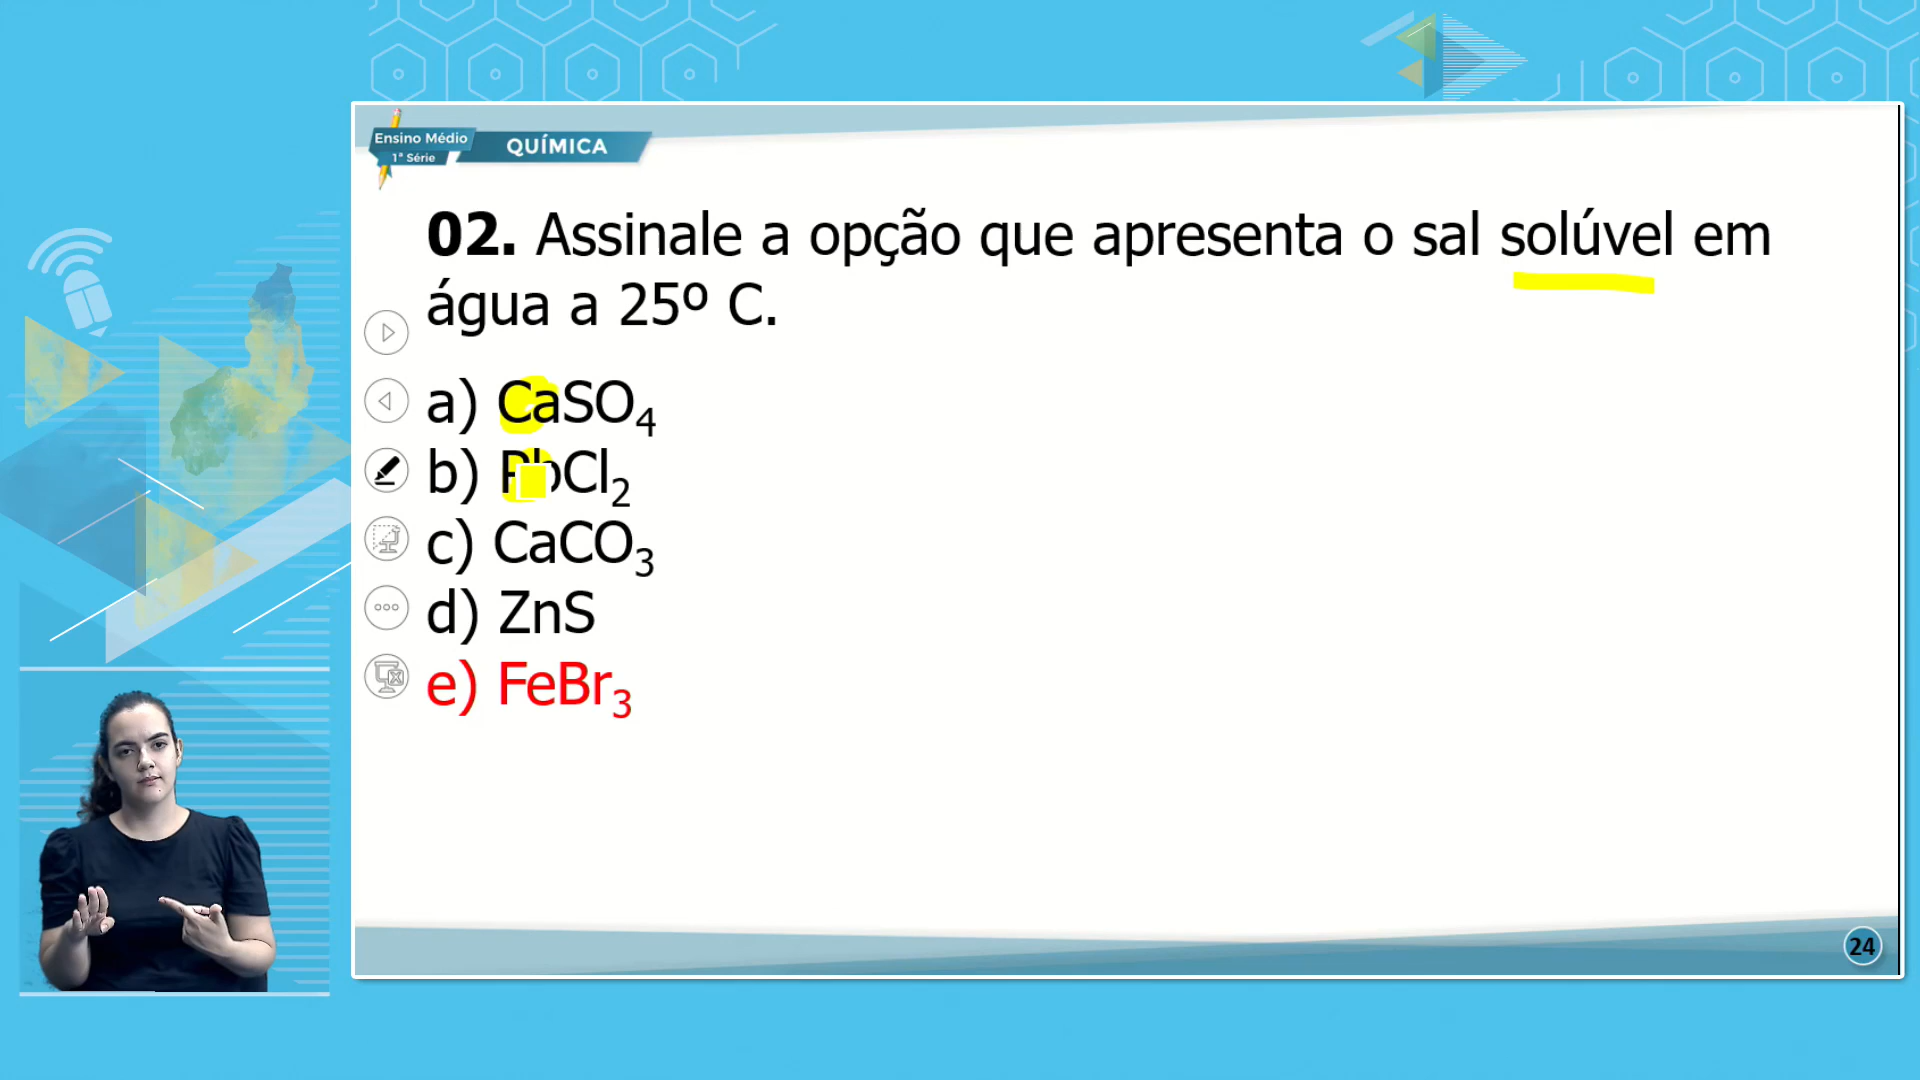 Ensino Médio
1ª Série
QUÍMICA
02. Assinale a opção que apresenta o sal solúvel em
água a 25º C.
a) CaSO₄
b) PbCl₂
c) CaCO₃
d) ZnS
e) FeBr₃
24